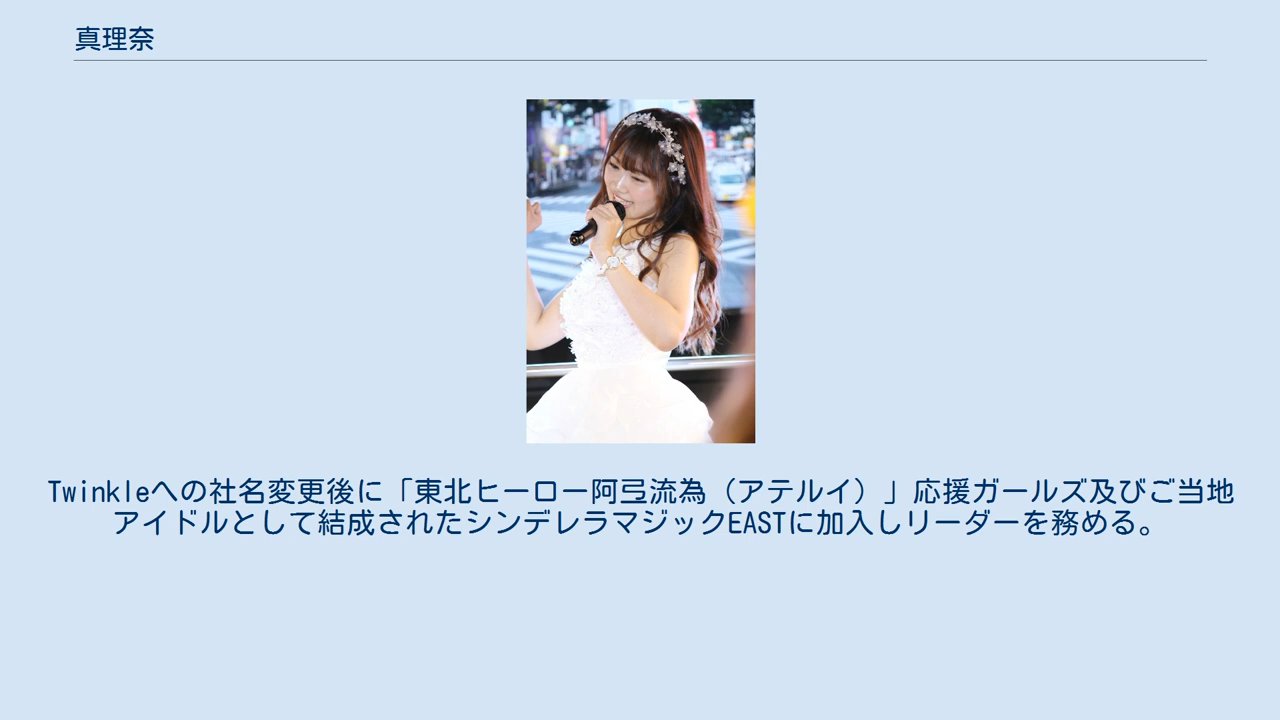 真理奈
Twinkleへの社名変更後に「東北ヒーロー阿弖流為（アテルイ）」応援ガールズ及びご当地
アイドルとして結成されたシンデレラマジックEASTに加入しリーダーを務める。